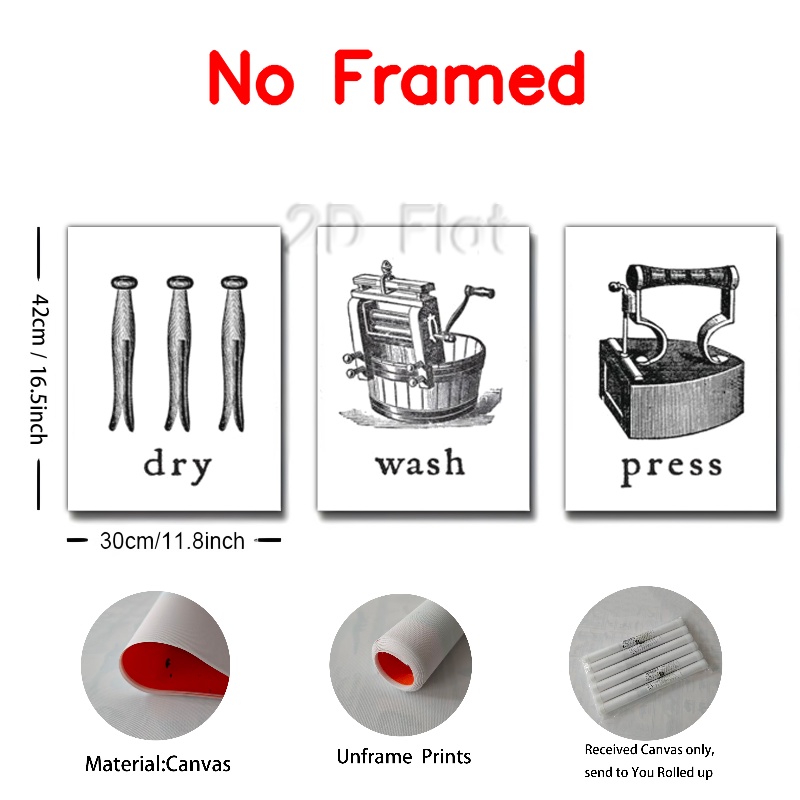 No Framed
2D Flat
42cm / 16.5inch
dry
wash
press
30cm/11.8inch
Material:Canvas
Unframe Prints
Received Canvas only,
send to You Rolled up